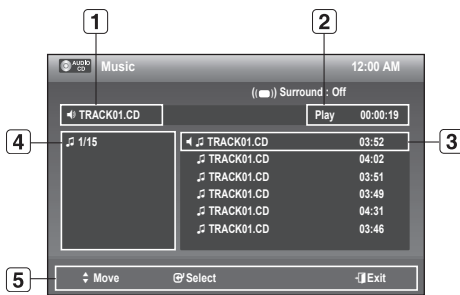 1
2
AUDIO CD Music 12:00 AM
Surround : Off
TRACK01.CD Play 00:00:19
4
1/15
TRACK01.CD 03:52
3
TRACK01.CD 04:02
TRACK01.CD 03:51
TRACK01.CD 03:49
TRACK01.CD 04:31
TRACK01.CD 03:46
5
Move Select Exit